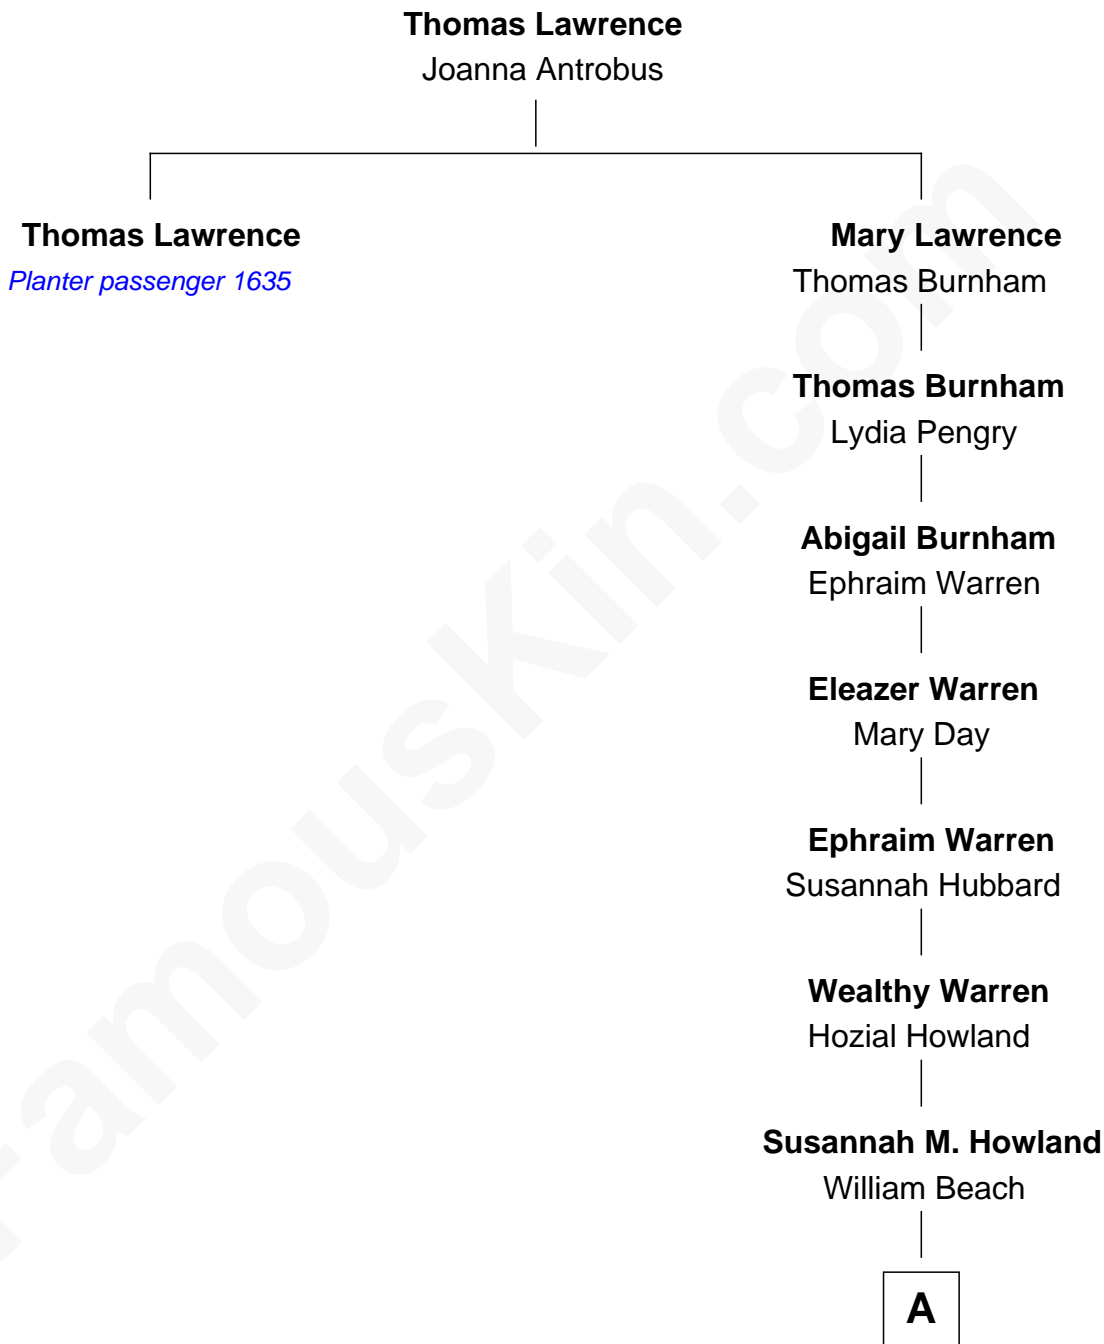 Thomas Lawrence
Joanna Antrobus
Thomas Lawrence
Planter passenger 1635
Mary Lawrence
Thomas Burnham
Thomas Burnham
Lydia Pengry
Abigail Burnham
Ephraim Warren
Eleazer Warren
Mary Day
Ephraim Warren
Susannah Hubbard
Wealthy Warren
Hozial Howland
Susannah M. Howland
William Beach
A
FamousKin.com